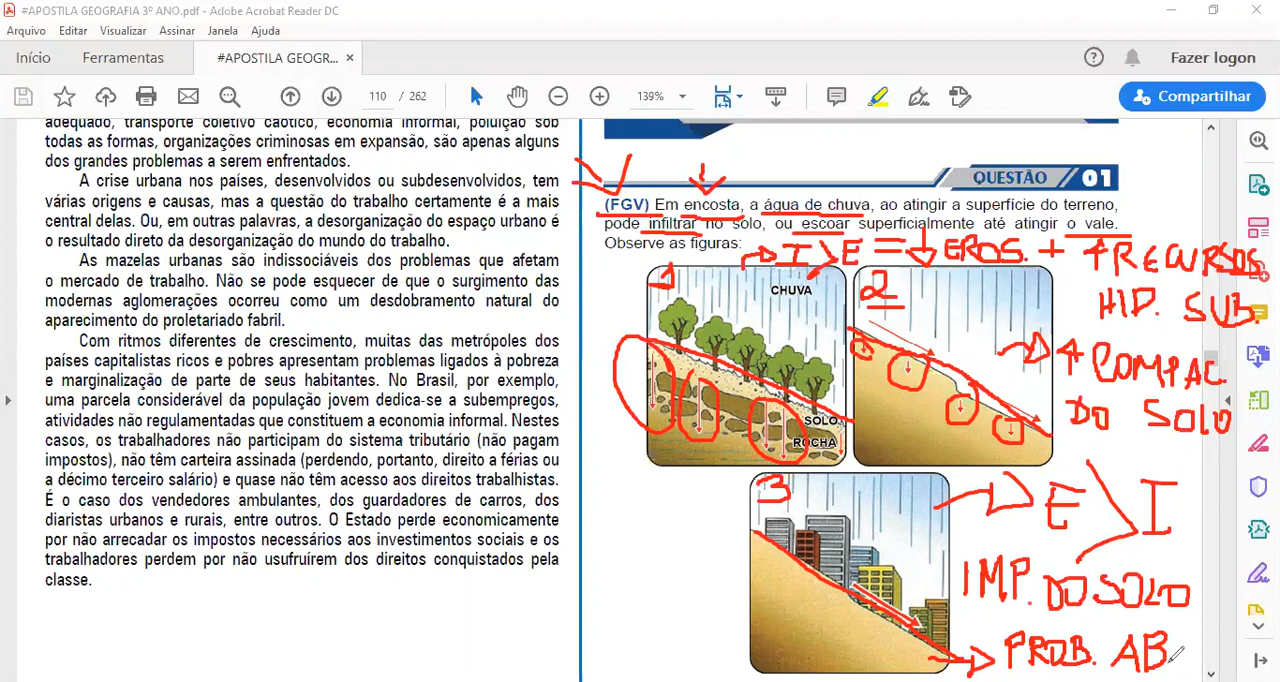 #APOSTILA GEOGRAFIA 3º ANO.pdf - Adobe Acrobat Reader DC
Arquivo Editar Visualizar Assinar Janela Ajuda
Início Ferramentas #APOSTILA GEOGR... × Fazer logon
110 / 262 139% Compartilhar
adequado, transporte coletivo caótico, economia informal, poluição sob
todas as formas, organizações criminosas em expansão, são apenas alguns
dos grandes problemas a serem enfrentados.
A crise urbana nos países, desenvolvidos ou subdesenvolvidos, tem
várias origens e causas, mas a questão do trabalho certamente é a mais
central delas. Ou, em outras palavras, a desorganização do espaço urbano é
o resultado direto da desorganização do mundo do trabalho.
As mazelas urbanas são indissociáveis dos problemas que afetam
o mercado de trabalho. Não se pode esquecer de que o surgimento das
modernas aglomerações ocorreu como um desdobramento natural do
aparecimento do proletariado fabril.
Com ritmos diferentes de crescimento, muitas das metrópoles dos
países capitalistas ricos e pobres apresentam problemas ligados à pobreza
e marginalização de parte de seus habitantes. No Brasil, por exemplo,
uma parcela considerável da população jovem dedica-se a subempregos,
atividades não regulamentadas que constituem a economia informal. Nestes
casos, os trabalhadores não participam do sistema tributário (não pagam
impostos), não têm carteira assinada (perdendo, portanto, direito a férias ou
a décimo terceiro salário) e quase não têm acesso aos direitos trabalhistas.
É o caso dos vendedores ambulantes, dos guardadores de carros, dos
diaristas urbanos e rurais, entre outros. O Estado perde economicamente
por não arrecadar os impostos necessários aos investimentos sociais e os
trabalhadores perdem por não usufruírem dos direitos conquistados pela
classe.
QUESTÃO 01
(FGV) Em encosta, a água de chuva, ao atingir a superfície do terreno,
pode infiltrar no solo, ou escoar superficialmente até atingir o vale.
Observe as figuras:
→ I > E = ↓ EROS. + ↑ RECURSOS
HID. SUB
1
CHUVA
SOLO
ROCHA
2
→ ↑ COMPAC.
DO SOLO
3
→ E > I
IMP. DO SOLO
→ PROB. AB